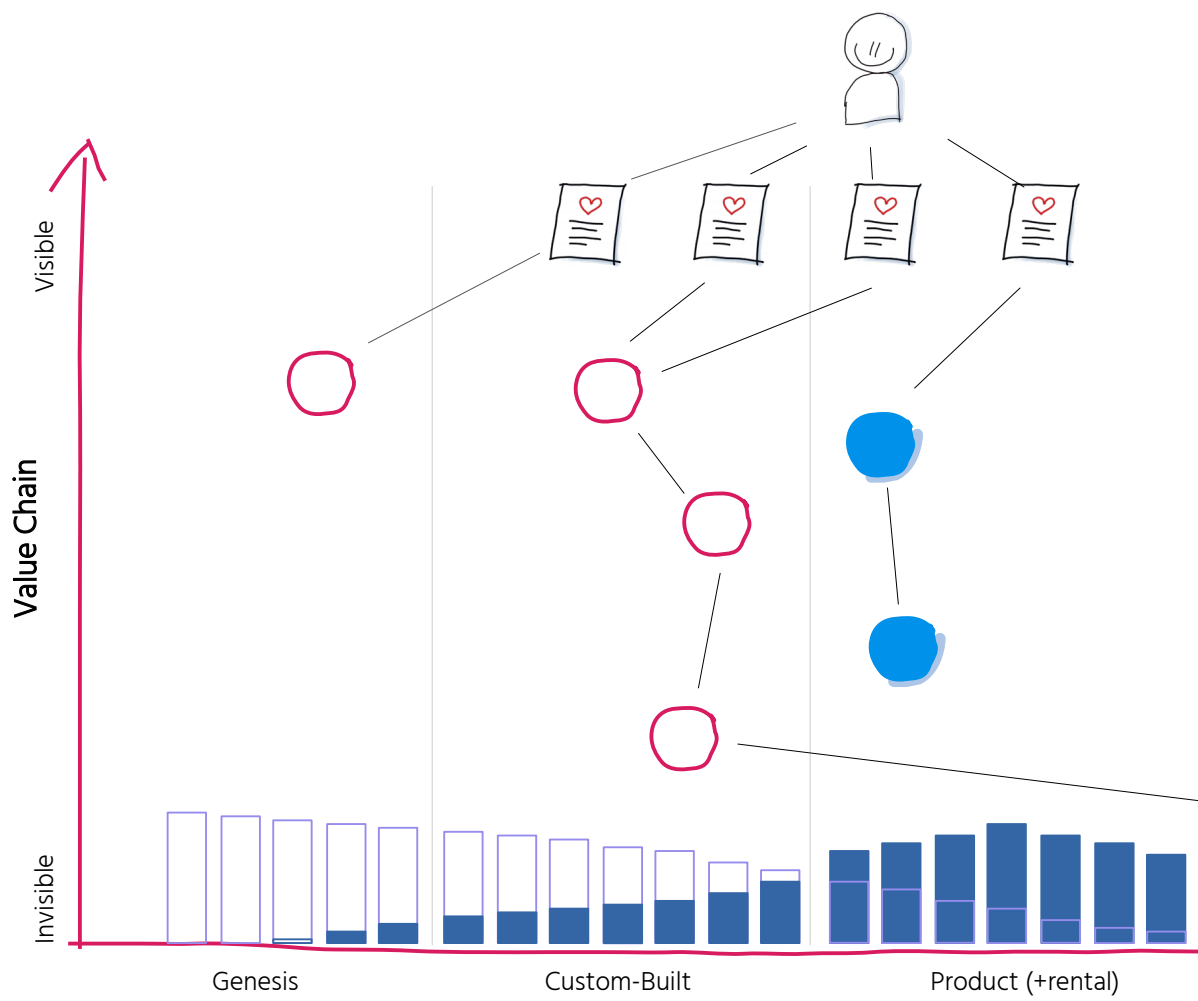 Visible
Value Chain
Invisible
Genesis
Custom-Built
Product (+rental)